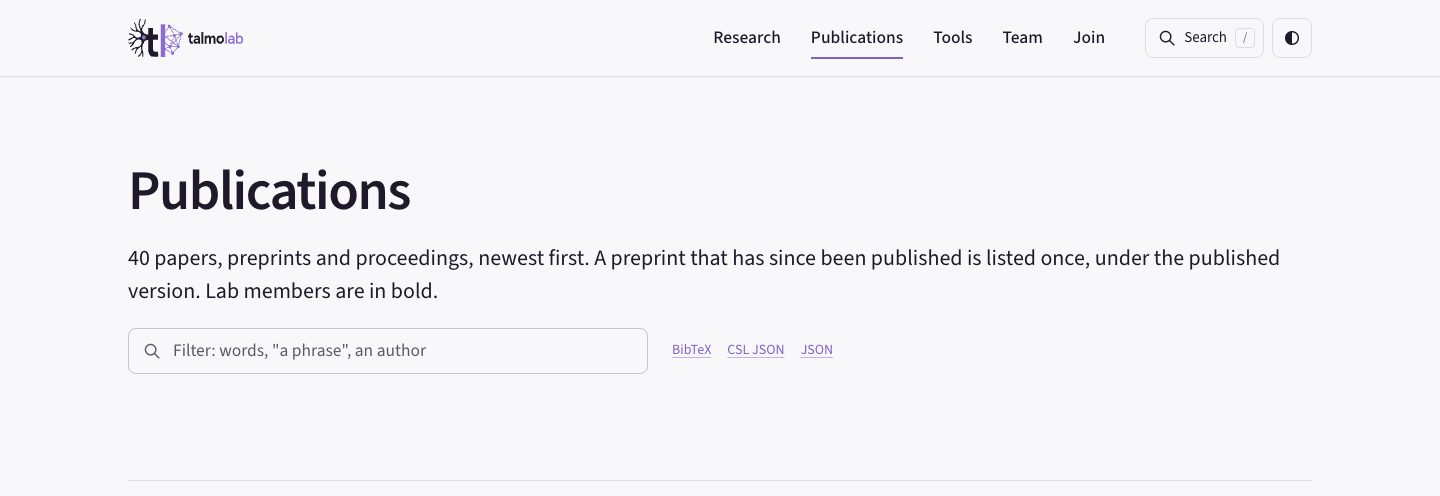 talmolab
Research
Publications
Tools
Team
Join
Search
/
Publications
40 papers, preprints and proceedings, newest first. A preprint that has since been published is listed once, under the published
version. Lab members are in bold.
Filter: words, "a phrase", an author
BibTeX
CSL JSON
JSON